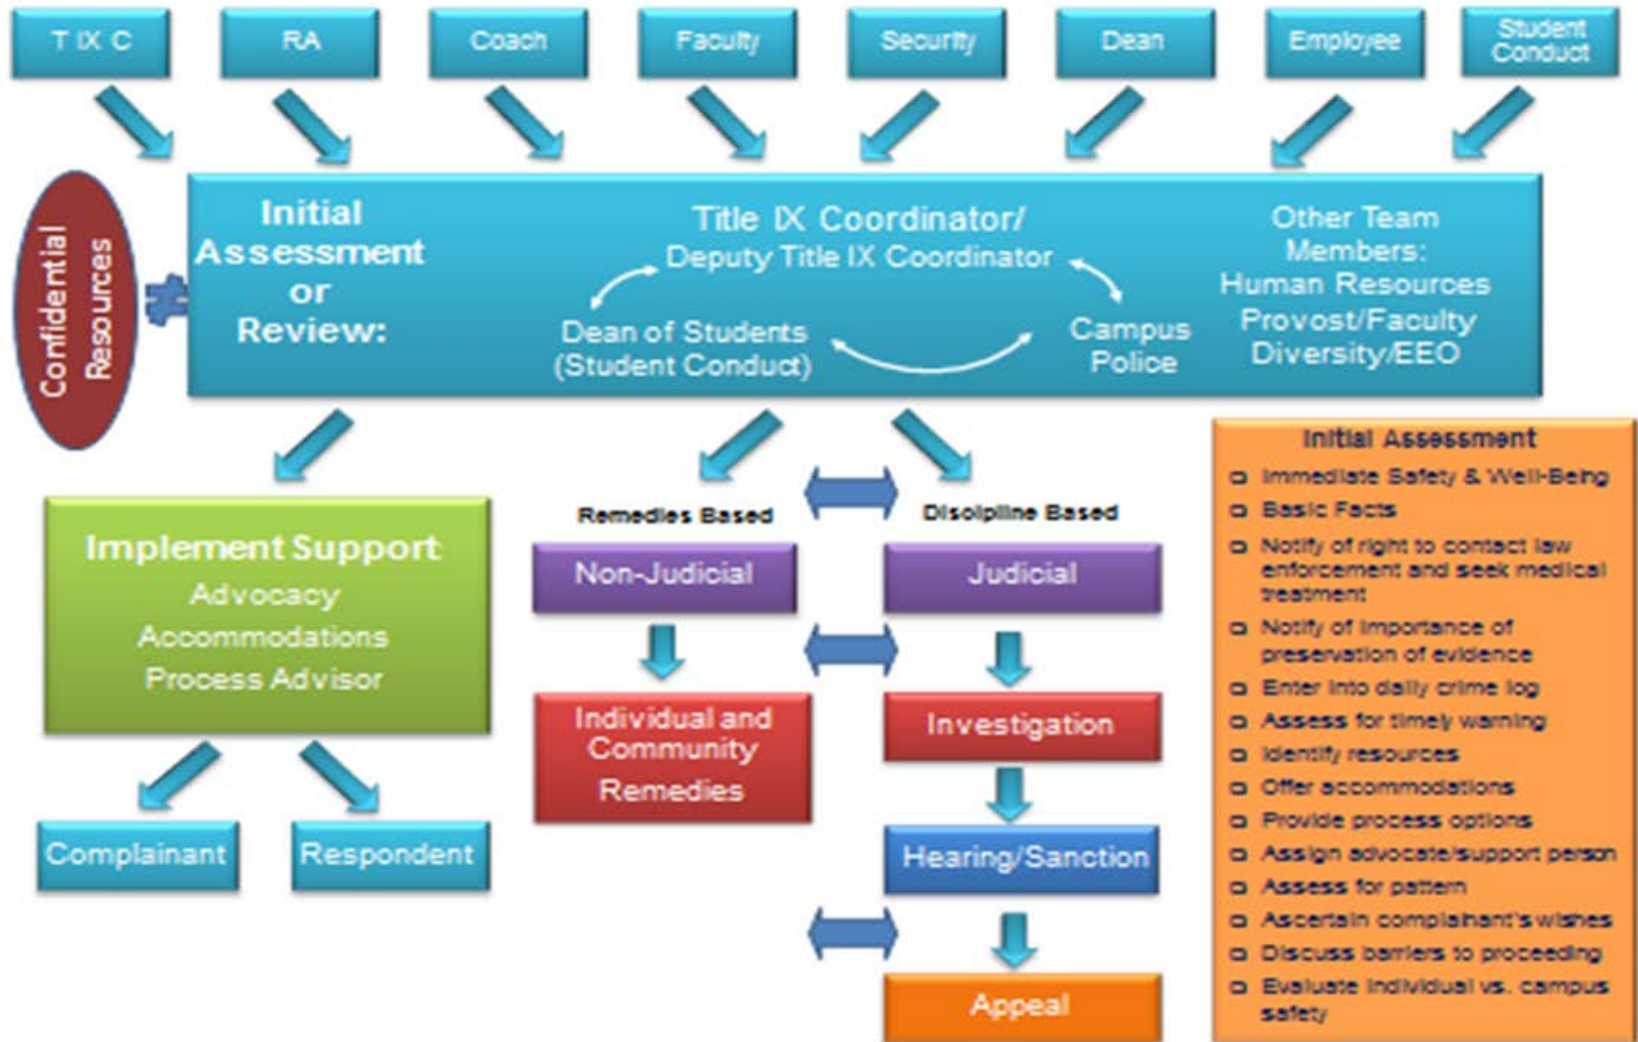 T IX C
RA
Coach
Faculty
Security
Dean
Employee
Student
Conduct
Confidential
Resources
Initial
Assessment
or
Review:
Title IX Coordinator/
Deputy Title IX Coordinator
Dean of Students
(Student Conduct)
Campus
Police
Other Team
Members:
Human Resources
Provost/Faculty
Diversity/EEO
Implement Support
Advocacy
Accommodations
Process Advisor
Complainant
Respondent
Remedies Based
Non-Judicial
Individual and
Community
Remedies
Discipline Based
Judicial
Investigation
Hearing/Sanction
Appeal
Initial Assessment
Immediate Safety & Well-Being
Basic Facts
Notify of right to contact law
enforcement and seek medical
treatment
Notify of importance of
preservation of evidence
Enter into daily crime log
Assess for timely warning
Identify resources
Offer accommodations
Provide process options
Assign advocate/support person
Assess for pattern
Ascertain complainant's wishes
Discuss barriers to proceeding
Evaluate individual vs. campus
safety